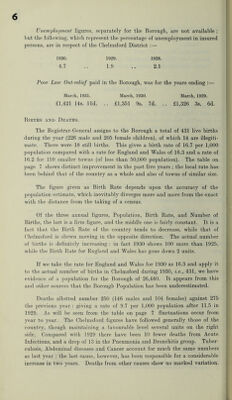 6
Unemployment figures, separately for the Borough, are not available;
but the following, which represent the percentage of unemployment in insured
persons, are in respect of the Chelmsford District :—
1930. 1929. 1928.
4.7 1.9 2.5
Poor Law Out-relief paid in the Borough, was for the years ending :—
March, 1931. March, 1930. March, 1929.
£1,421 14s. 10d. .. £1,551 9s. 7d. .. £1,326 3s. 6d.
BIRTHS AND DEATHS.
The Registrar-General assigns to the Borough a total of 431 live births
during the year (226 male and 205 female children), of which 18 are illegiti-
mate. There were 18 still births. This gives a birth rate of 16.7 per 1,000
population compared with a rate for England and Wales of 16.3 and a rate of
16.2 for 159 smaller towns (of less than 50,000 population). The table on
page 7 shows distinct improvement in the past five years; the local rate has
been behind that of the country as a whole and also of towns of similar size.
The figure given as Birth Rate depends upon the accuracy of the
population estimate, which inevitably diverges more and more from the exact
with the distance from the taking of a census.
Of the three annual figures, Population, Birth Rate, and Number of
Births, the last is a firm figure, and the middle one is fairly constant. It is a
fact that the Birth Rate of the country tends to decrease, while that of
Chelmsford is shewn moving in the opposite direction. The actual number
of births is definitely increasing: in fact 1930 shows 100 more than 1925,
while the Birth Rate for England and Wales has gone down 2 units.
If we take the rate for England and Wales for 1930 as 16.3 and apply it
to the actual number of births in Chelmsford during 1930, i.e., 431, we have
evidence of a population for the Borough of 26,440. It appears from this
and other sources that the Borough Population has been underestimated.
Deaths allotted number 250 (146 males and 104 females) against 275
the previous year; giving a rate of 9.7 per 1,000 population after 11.5 in
1929. As will be seen from the table on page 7 fluctuations occur from
year to year. The Chelmsford figures have followed generally those of the
country, though maintaining a favourable level several units on the right
side. Compared with 1929 there have been 10 fewer deaths from Acute
Infections, and a drop of 15 in the Pneumonia and Bronchitis group. Tuber-
culosis, Abdominal diseases and Cancer account for much the same numbers
as last year; the last named, however, has been responsible for a considerable
increase in two years. Deaths from other causes show no marked variation.